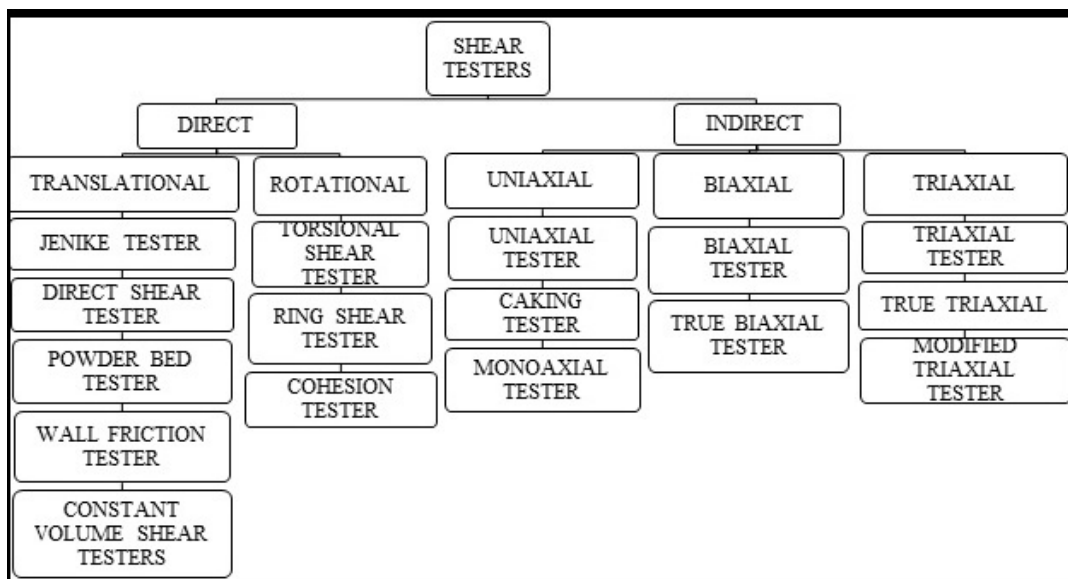 SHEAR
TESTERS
DIRECT
INDIRECT
TRANSLATIONAL
ROTATIONAL
UNIAXIAL
BIAXIAL
TRIAXIAL
JENIKE TESTER
DIRECT SHEAR
TESTER
POWDER BED
TESTER
WALL FRICTION
TESTER
CONSTANT
VOLUME SHEAR
TESTERS
TORSIONAL
SHEAR
TESTER
RING SHEAR
TESTER
COHESION
TESTER
UNIAXIAL
TESTER
CAKING
TESTER
MONOAXIAL
TESTER
BIAXIAL
TESTER
TRUE BIAXIAL
TESTER
TRIAXIAL
TESTER
TRUE TRIAXIAL
MODIFIED
TRIAXIAL
TESTER